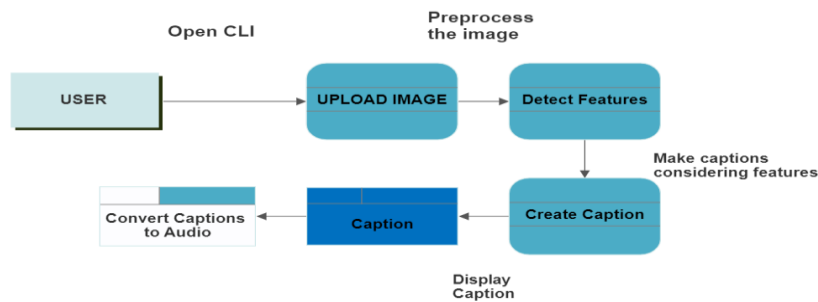 Open CLI
Preprocess
the image
USER
UPLOAD IMAGE
Detect Features
Make captions
considering features
Create Caption
Caption
Convert Captions
to Audio
Display
Caption